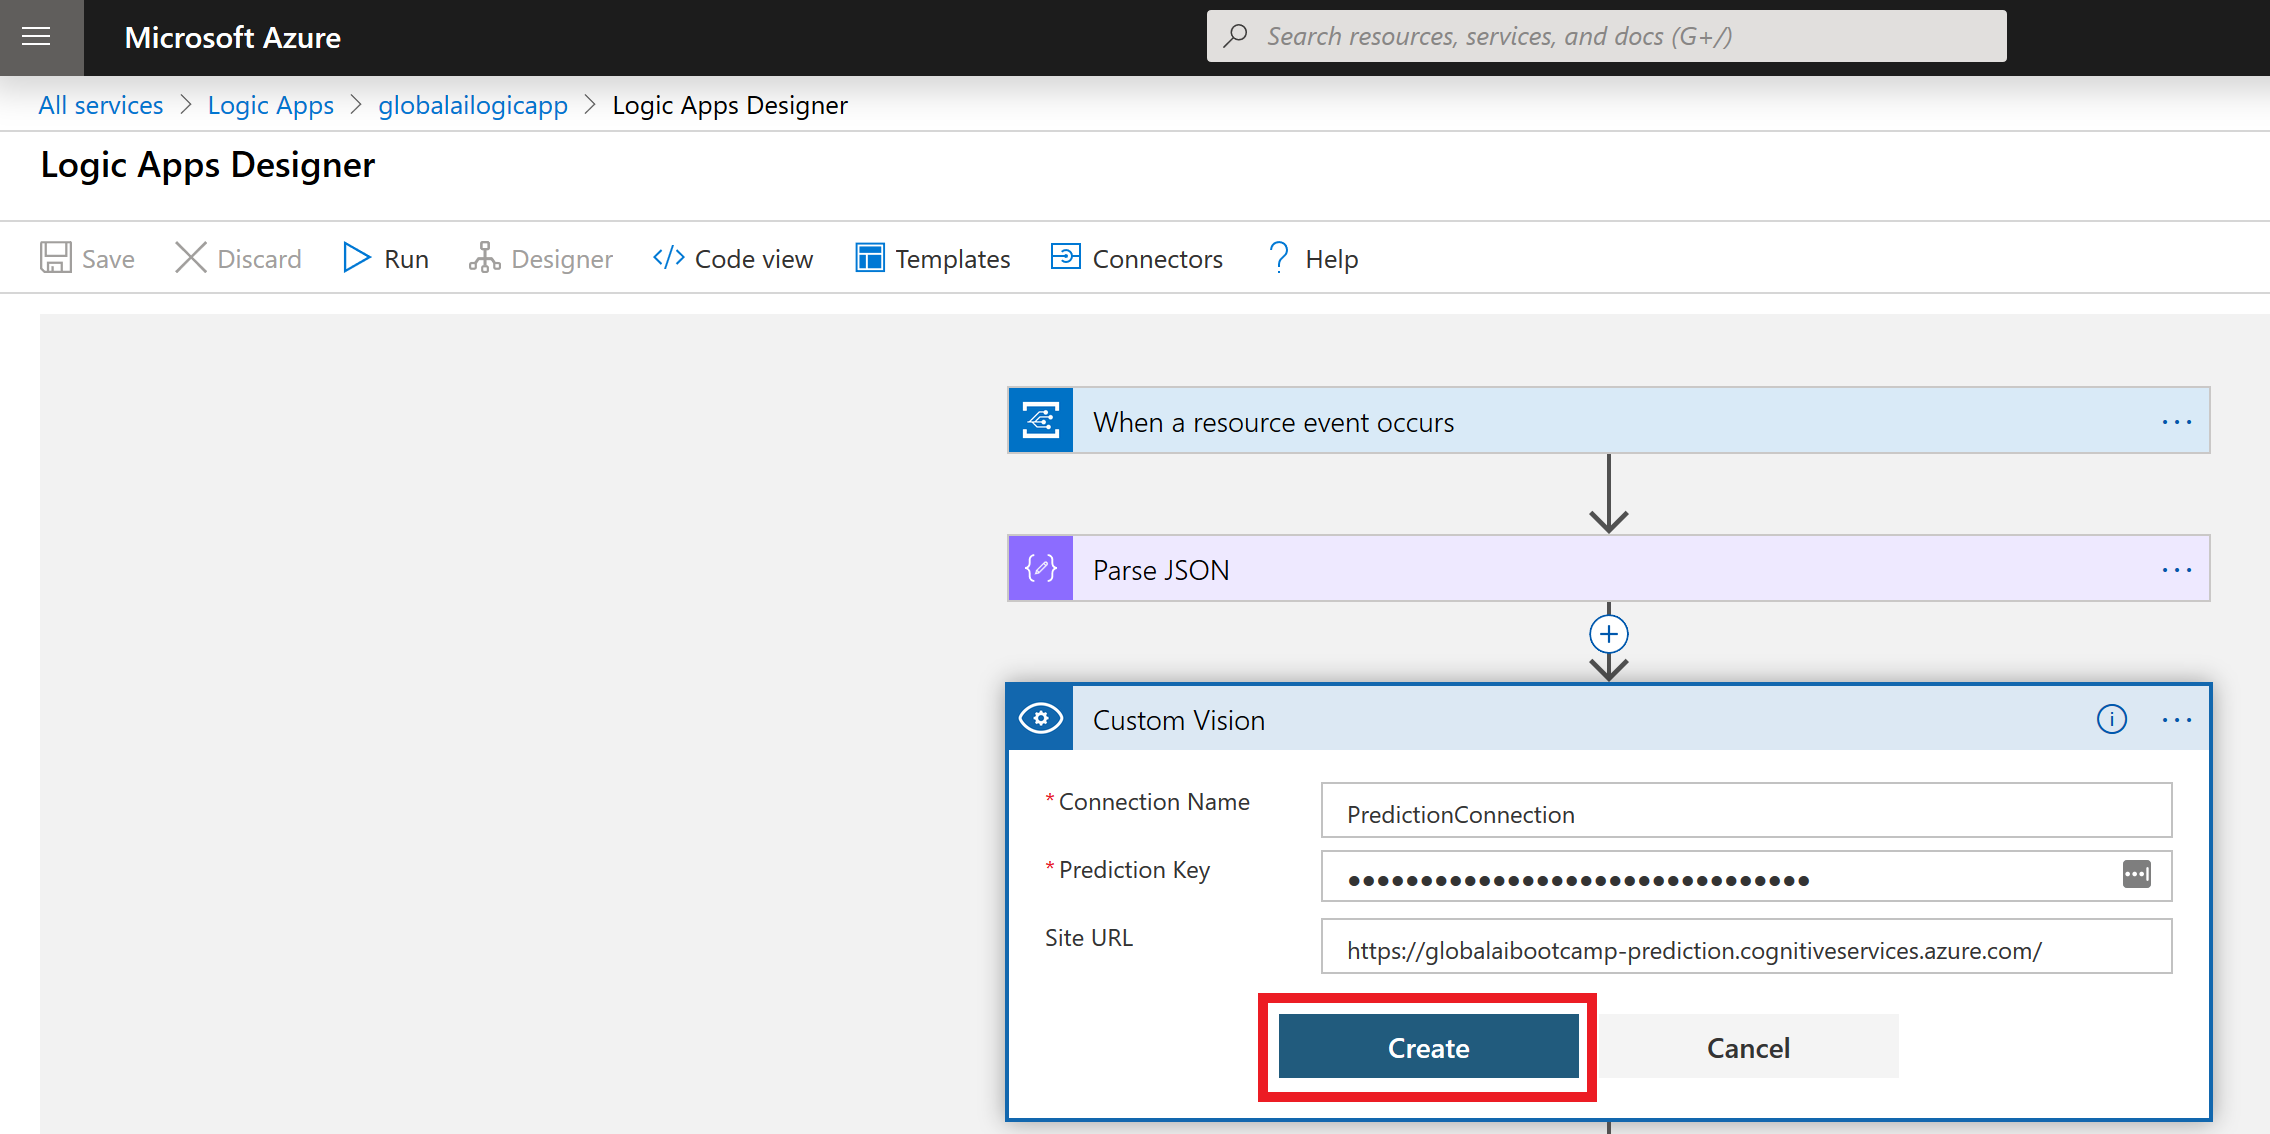 Microsoft Azure
Search resources, services, and docs (G+/)
All services > Logic Apps > globalailogicapp > Logic Apps Designer
Logic Apps Designer
Save Discard Run Designer </> Code view Templates Connectors ? Help
When a resource event occurs ...
Parse JSON ...
Custom Vision i ...
* Connection Name PredictionConnection
* Prediction Key ••••••••••••••••••••••••••••••••
Site URL https://globalaibootcamp-prediction.cognitiveservices.azure.com/
Create Cancel